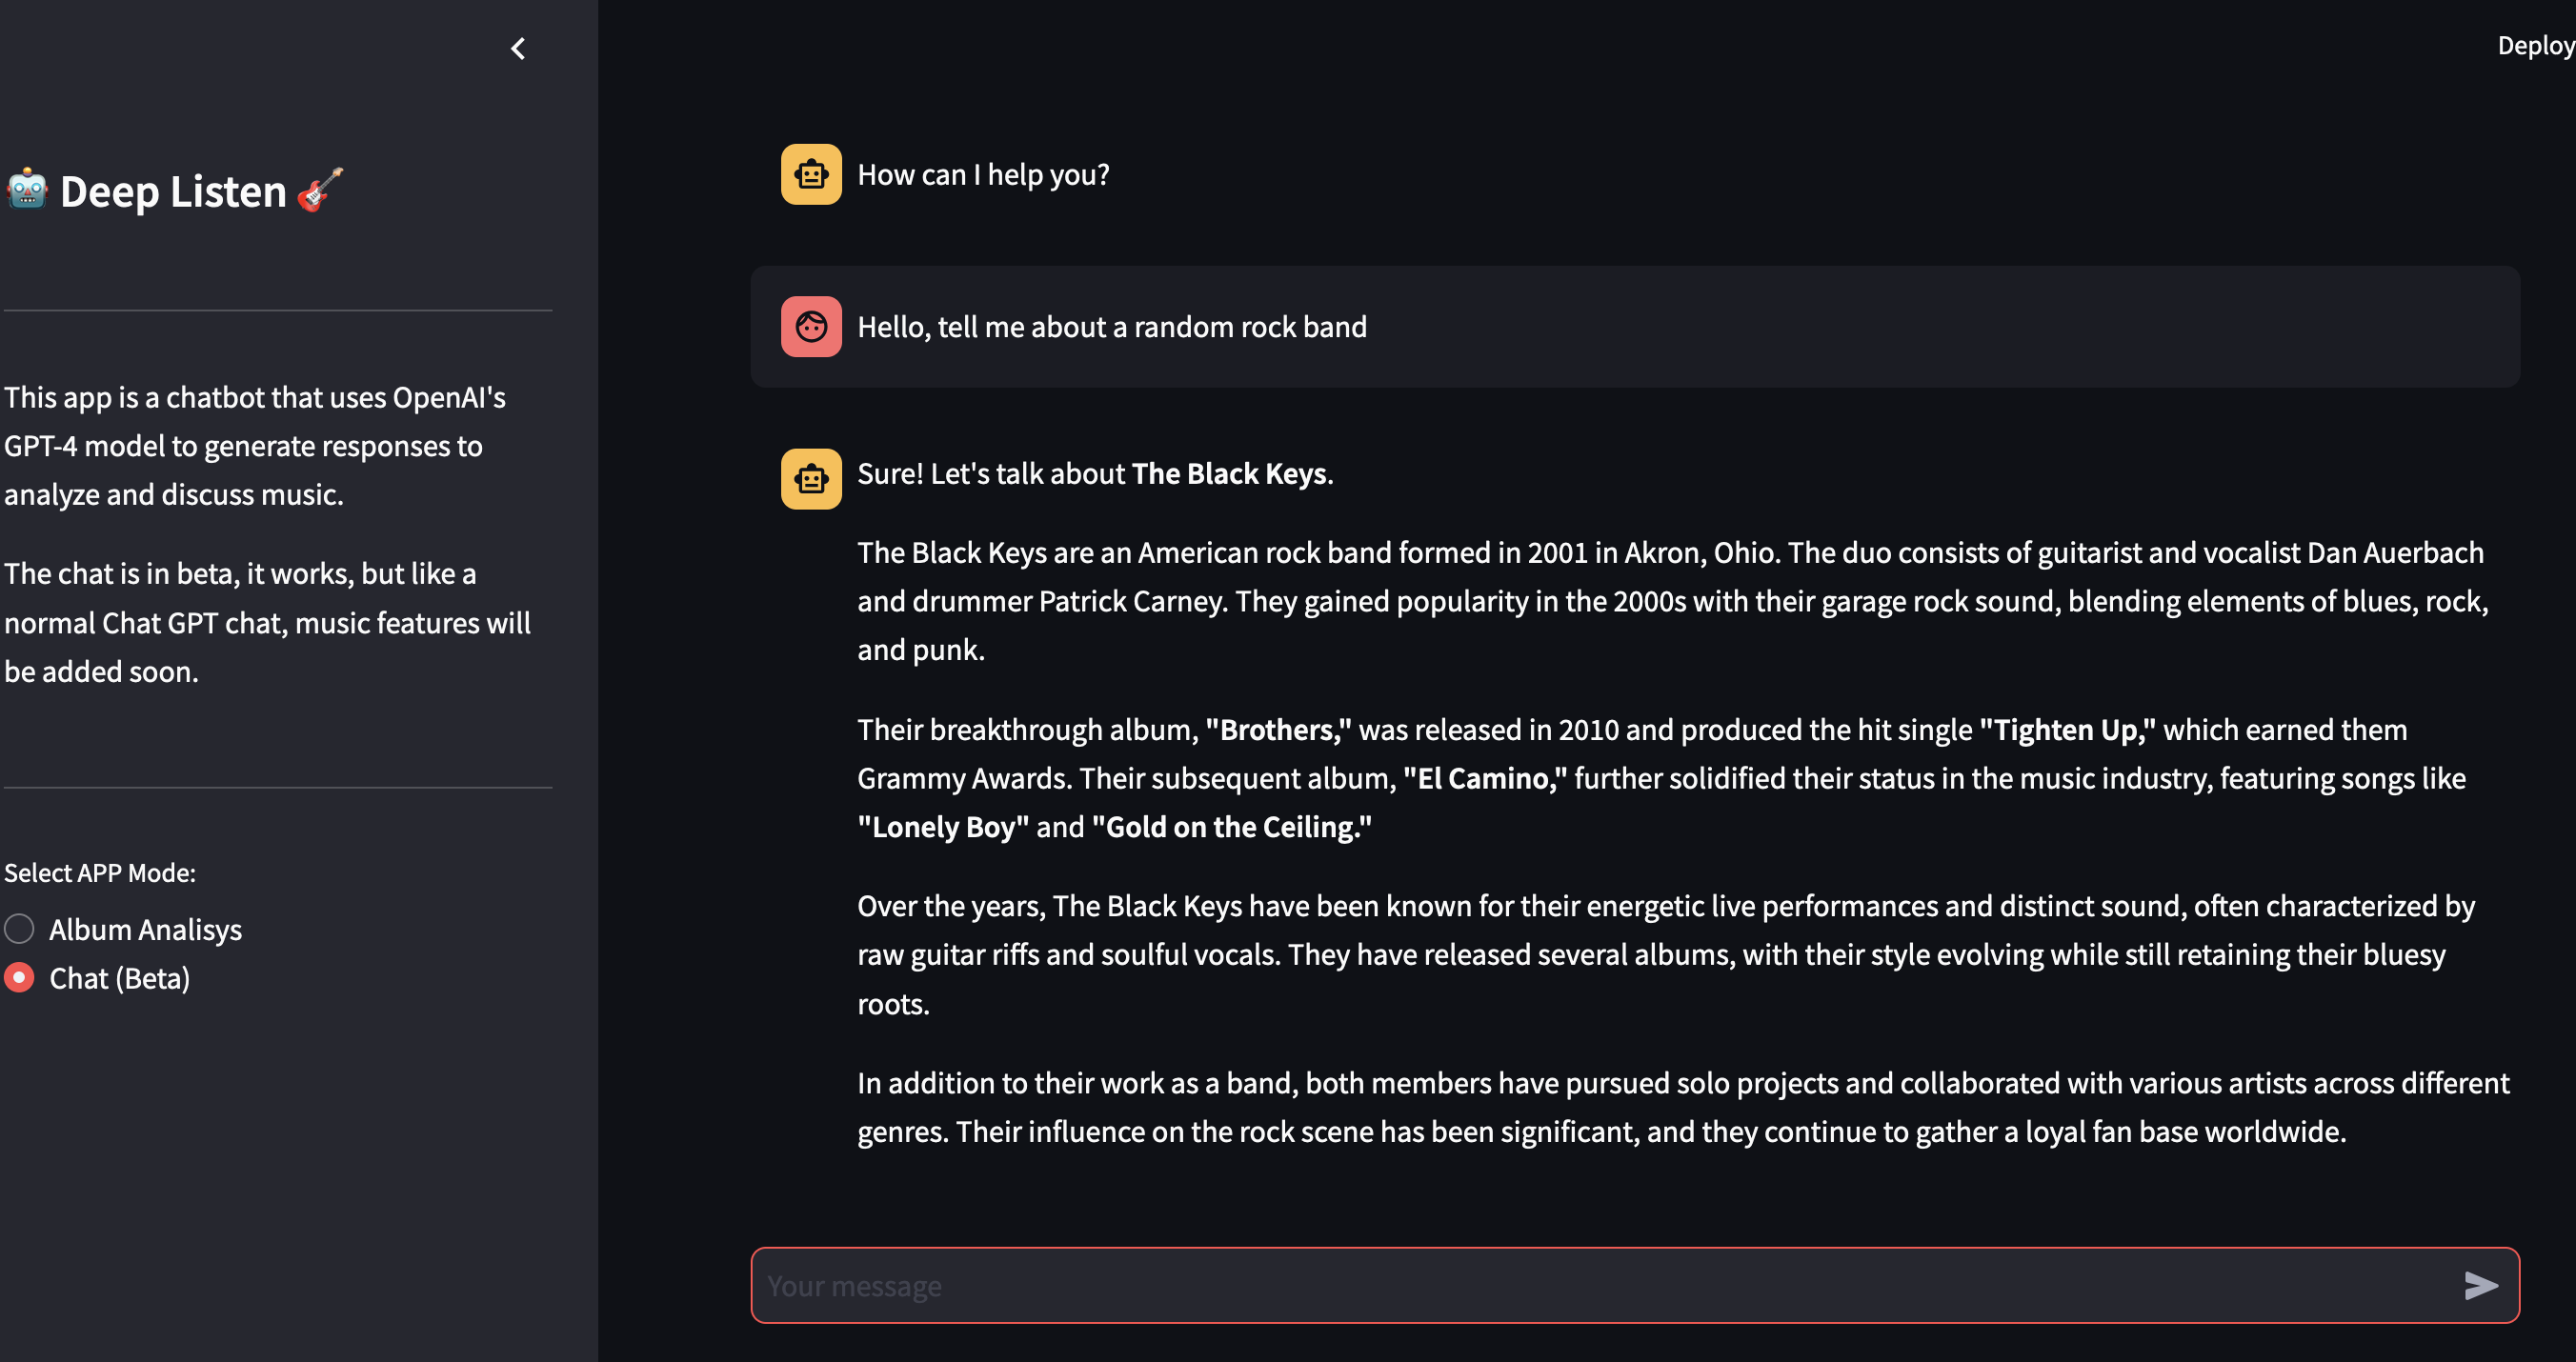 🤖 Deep Listen 🎸
This app is a chatbot that uses OpenAI's
GPT-4 model to generate responses to
analyze and discuss music.
The chat is in beta, it works, but like a
normal Chat GPT chat, music features will
be added soon.
Select APP Mode:
Album Analisys
Chat (Beta)
Deploy
How can I help you?
Hello, tell me about a random rock band
Sure! Let's talk about The Black Keys.
The Black Keys are an American rock band formed in 2001 in Akron, Ohio. The duo consists of guitarist and vocalist Dan Auerbach
and drummer Patrick Carney. They gained popularity in the 2000s with their garage rock sound, blending elements of blues, rock,
and punk.
Their breakthrough album, "Brothers," was released in 2010 and produced the hit single "Tighten Up," which earned them
Grammy Awards. Their subsequent album, "El Camino," further solidified their status in the music industry, featuring songs like
"Lonely Boy" and "Gold on the Ceiling."
Over the years, The Black Keys have been known for their energetic live performances and distinct sound, often characterized by
raw guitar riffs and soulful vocals. They have released several albums, with their style evolving while still retaining their bluesy
roots.
In addition to their work as a band, both members have pursued solo projects and collaborated with various artists across different
genres. Their influence on the rock scene has been significant, and they continue to gather a loyal fan base worldwide.
Your message